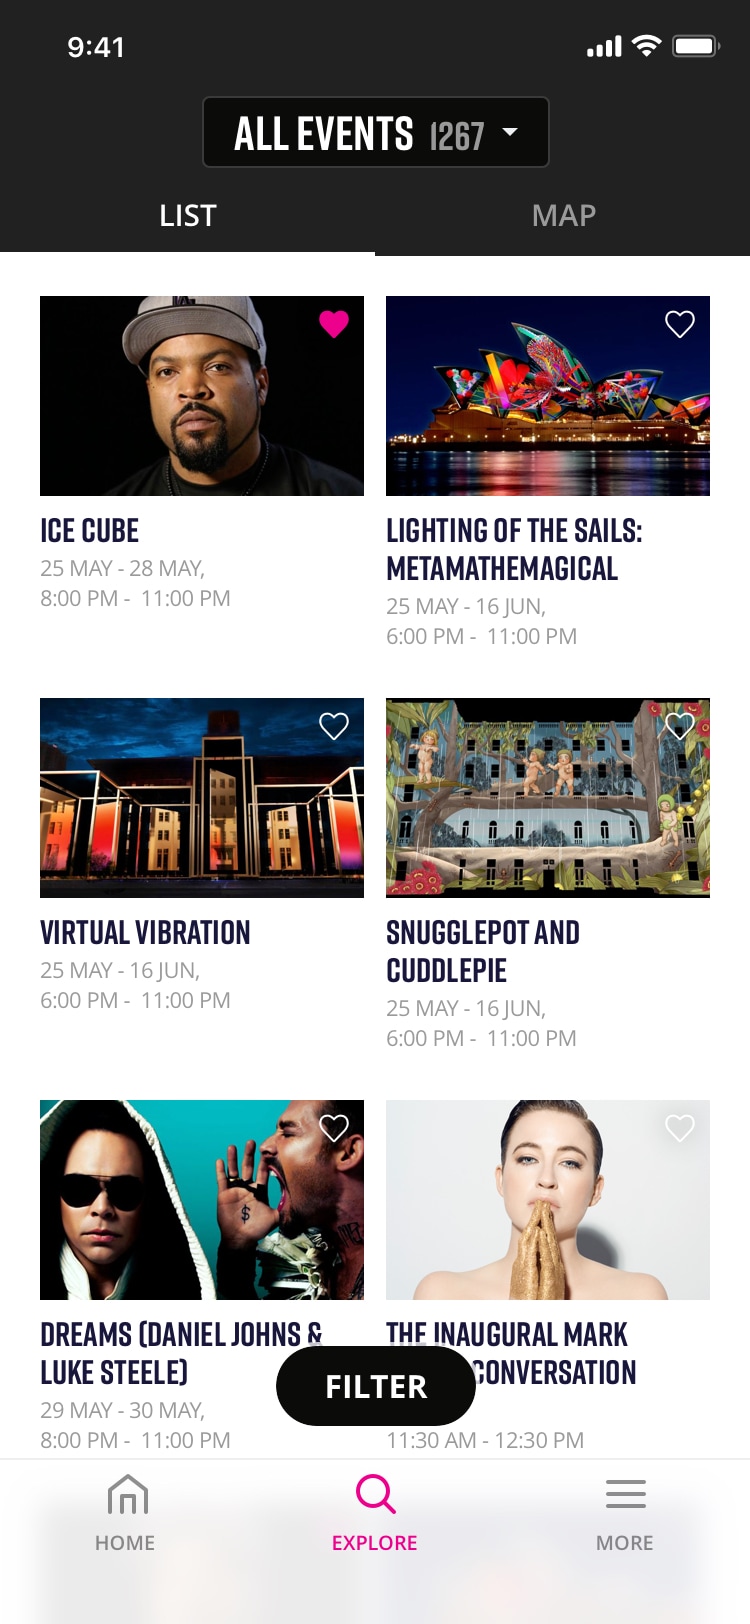 9:41
ALL EVENTS 1267
LIST
MAP
ICE CUBE
25 MAY - 28 MAY,
8:00 PM - 11:00 PM
LIGHTING OF THE SAILS:
METAMATHEMAGICAL
25 MAY - 16 JUN,
6:00 PM - 11:00 PM
VIRTUAL VIBRATION
25 MAY - 16 JUN,
6:00 PM - 11:00 PM
SNUGGLEPOT AND
CUDDLEPIE
25 MAY - 16 JUN,
6:00 PM - 11:00 PM
$
DREAMS (DANIEL JOHNS &
LUKE STEELE)
29 MAY - 30 MAY,
8:00 PM - 11:00 PM
THE INAUGURAL MARK
CONVERSATION
11:30 AM - 12:30 PM
FILTER
HOME
EXPLORE
MORE